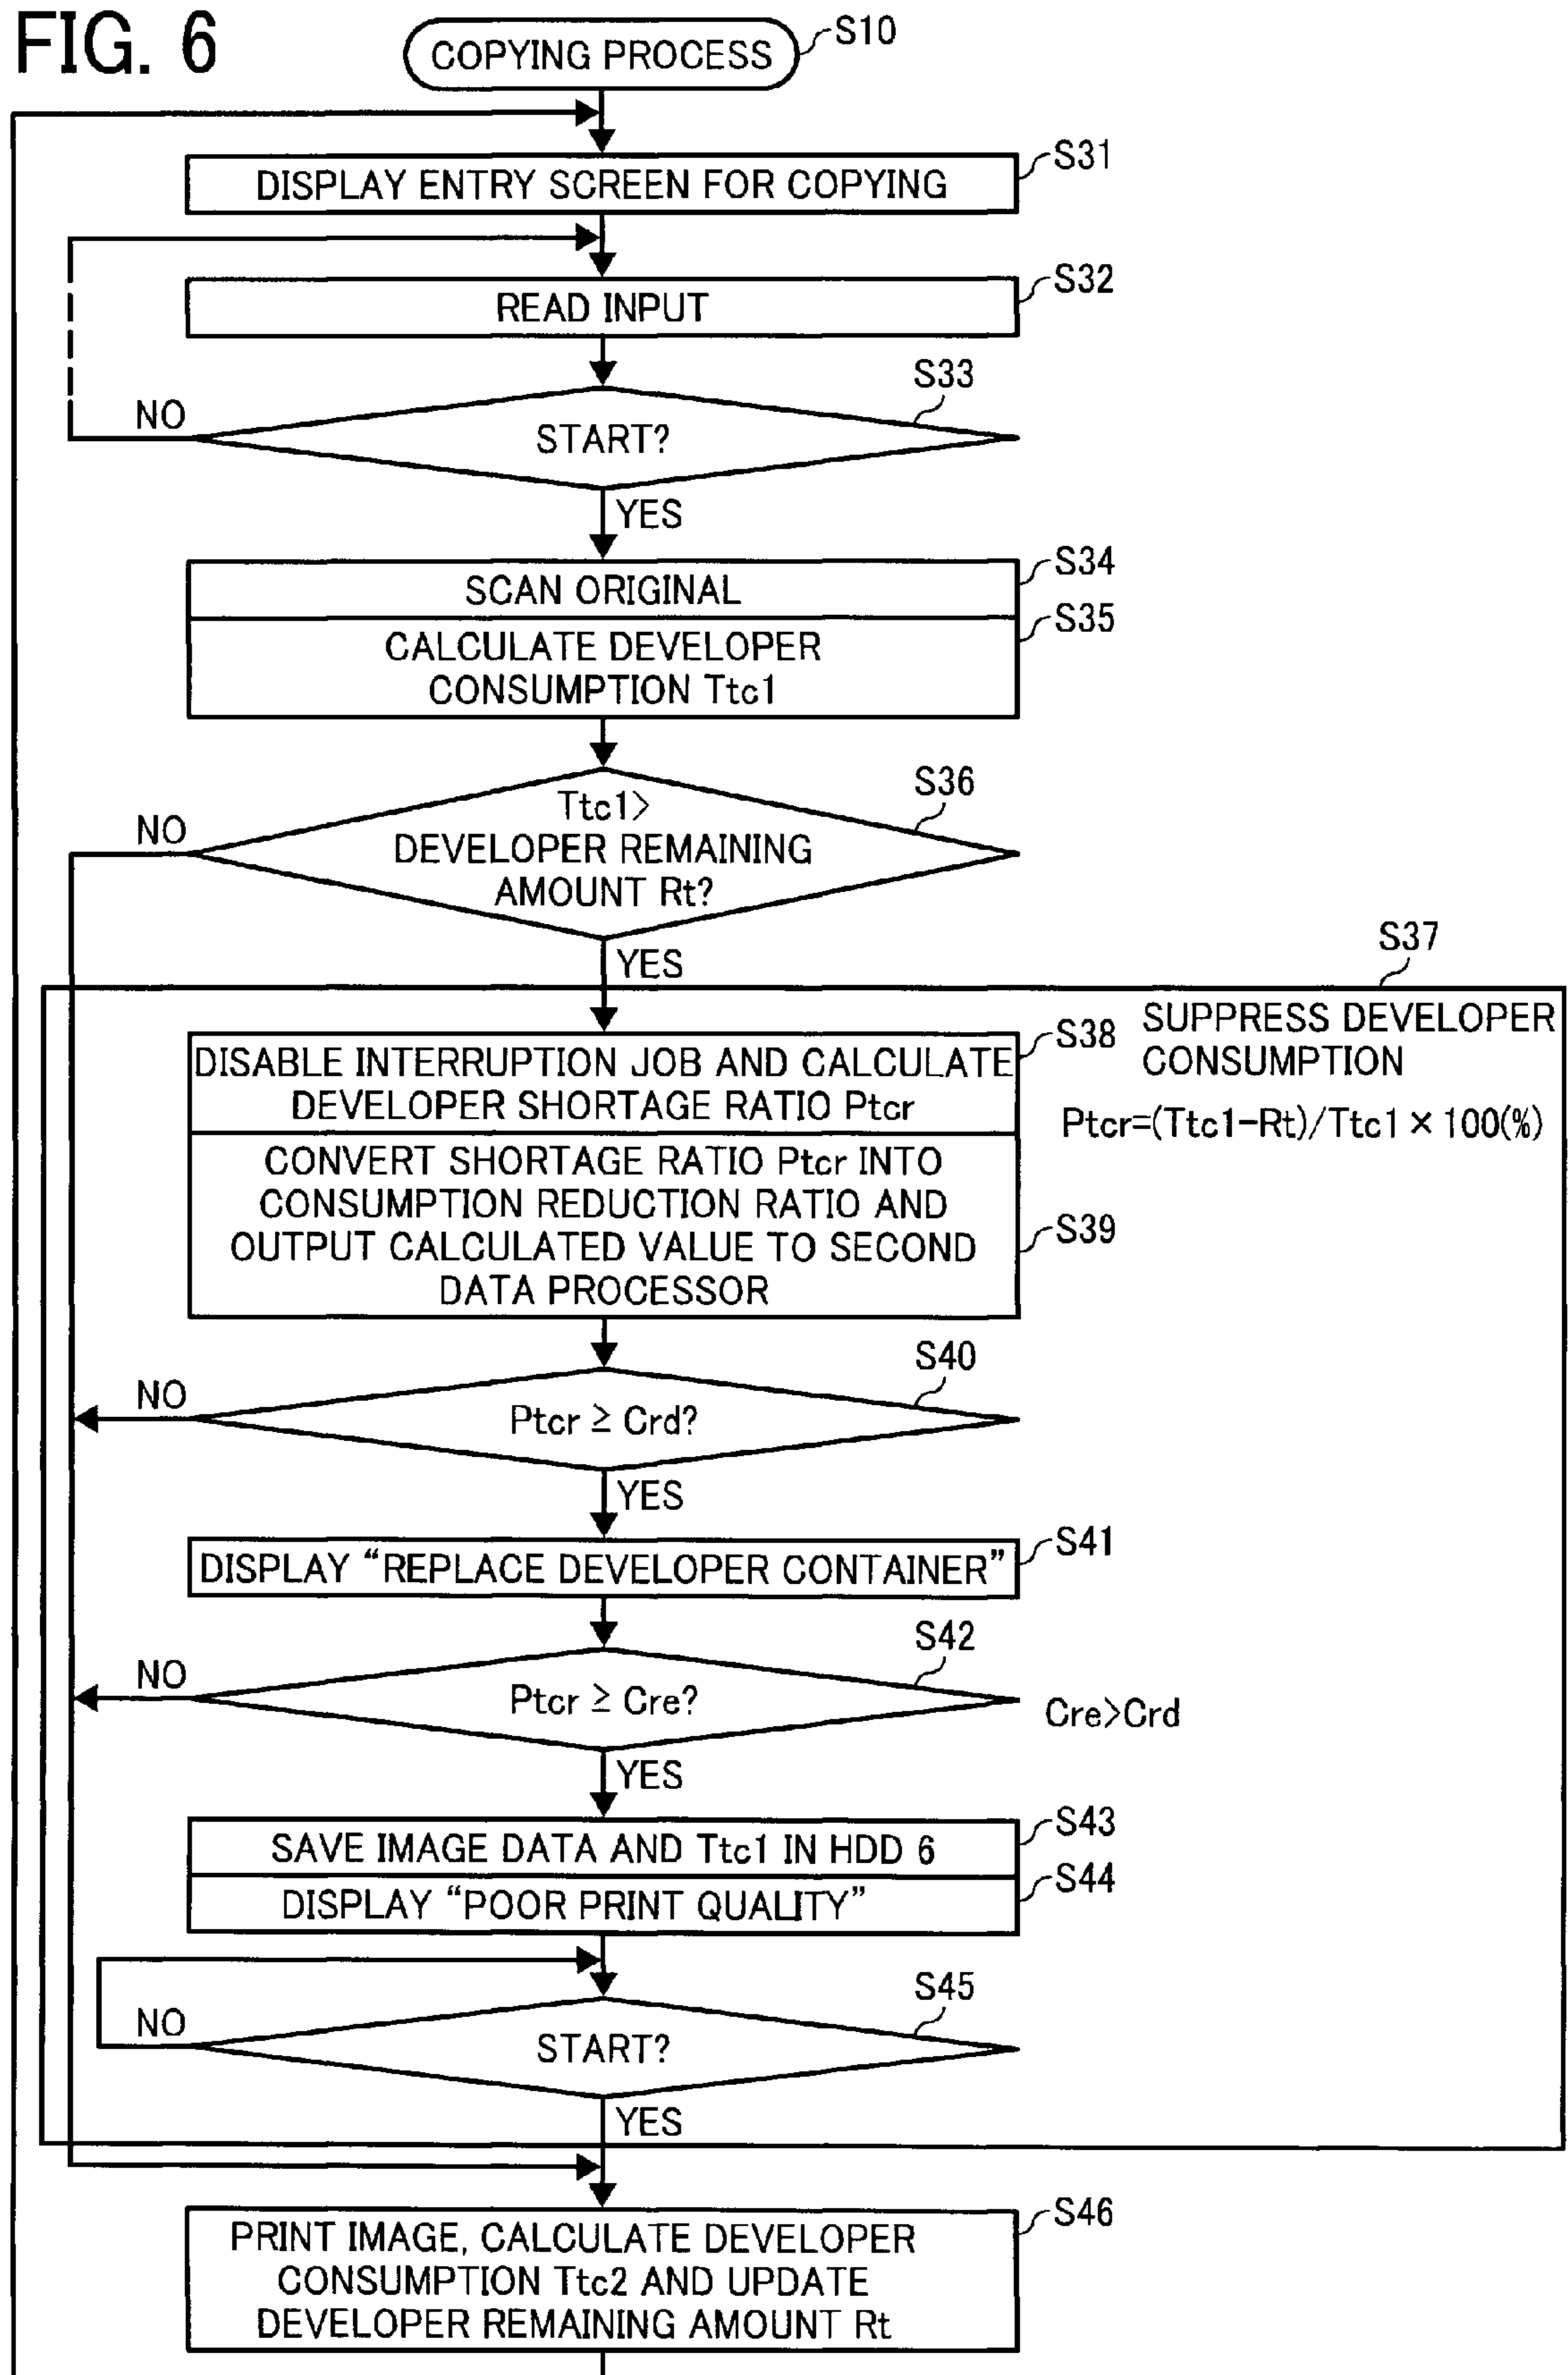 FIG. 6
COPYING PROCESS
S10
DISPLAY ENTRY SCREEN FOR COPYING
S31
READ INPUT
S32
S33
NO
START?
YES
SCAN ORIGINAL
S34
CALCULATE DEVELOPER
CONSUMPTION Ttc1
S35
S36
NO
Ttc1>
DEVELOPER REMAINING
AMOUNT Rt?
YES
S37
SUPPRESS DEVELOPER
CONSUMPTION
Ptcr=(Ttc1-Rt)/Ttc1 × 100(%)
DISABLE INTERRUPTION JOB AND CALCULATE
DEVELOPER SHORTAGE RATIO Ptcr
S38
CONVERT SHORTAGE RATIO Ptcr INTO
CONSUMPTION REDUCTION RATIO AND
OUTPUT CALCULATED VALUE TO SECOND
DATA PROCESSOR
S39
S40
NO
Ptcr ≥ Crd?
YES
DISPLAY “REPLACE DEVELOPER CONTAINER”
S41
S42
NO
Ptcr ≥ Cre?
Cre>Crd
YES
SAVE IMAGE DATA AND Ttc1 IN HDD 6
S43
DISPLAY “POOR PRINT QUALITY”
S44
S45
NO
START?
YES
S46
PRINT IMAGE, CALCULATE DEVELOPER
CONSUMPTION Ttc2 AND UPDATE
DEVELOPER REMAINING AMOUNT Rt